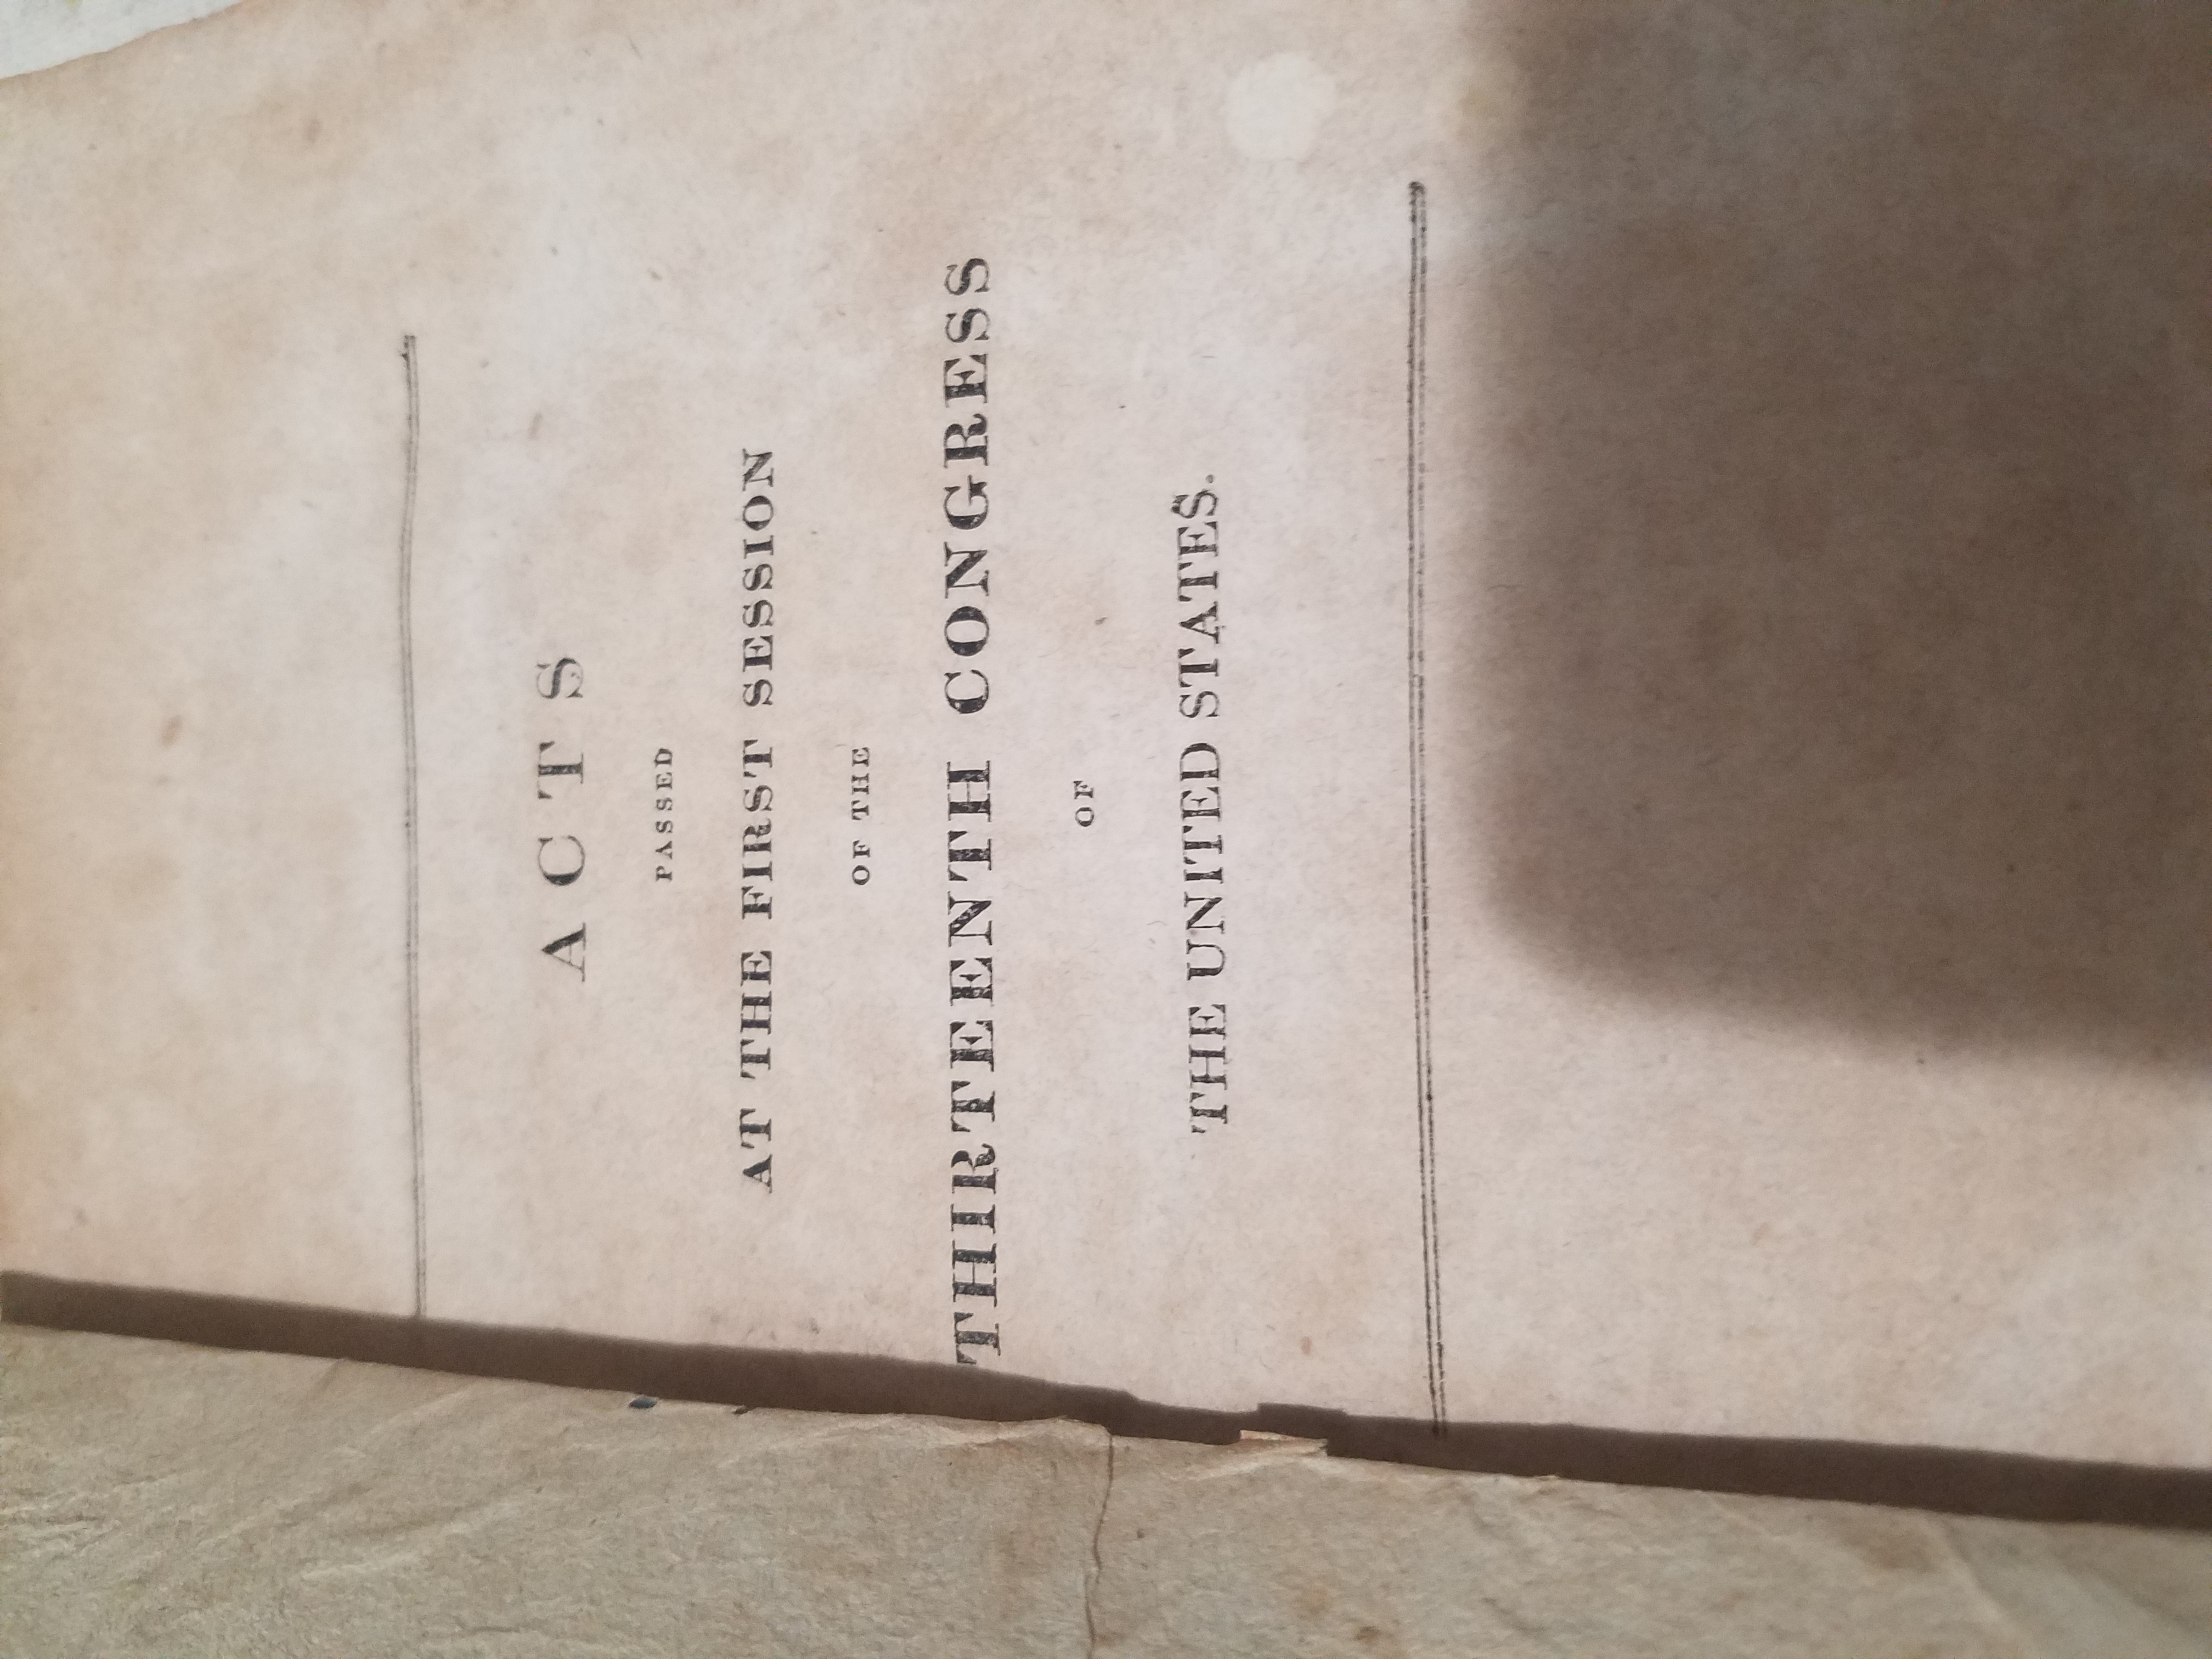 ACTS
PASSED
AT THE FIRST SESSION
OF THE
THIRTEENTH CONGRESS
OF
THE UNITED STATES.